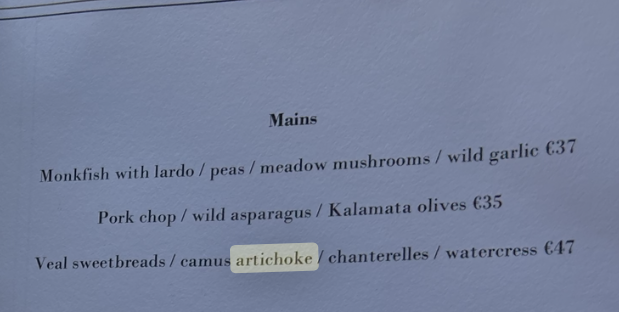 Mains
Monkfish with lardo / peas / meadow mushrooms / wild garlic €37
Pork chop / wild asparagus / Kalamata olives €35
Veal sweetbreads / camus artichoke / chanterelles / watercress €47